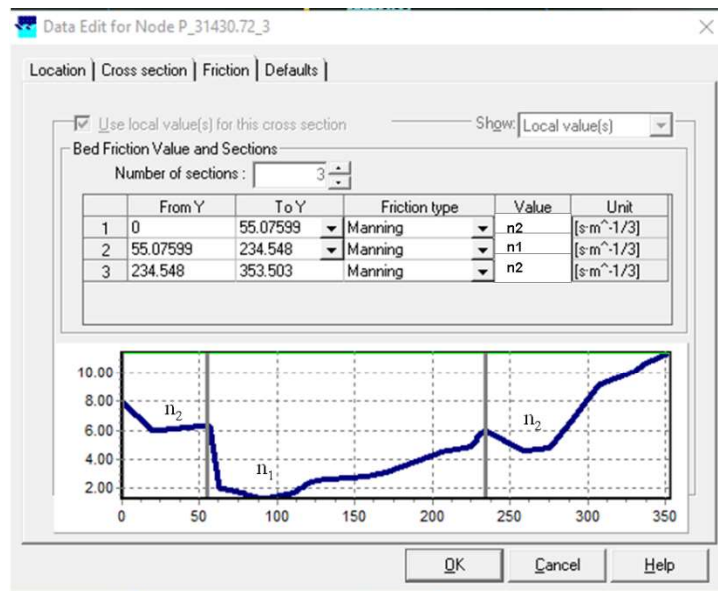 Data Edit for Node P_31430.72_3
Location | Cross section | Friction | Defaults |
Use local value(s) for this cross section Show: Local value(s)
Bed Friction Value and Sections
Number of sections : 3
From Y To Y Friction type Value Unit
1 0 55.07599 Manning n2 [s·m^-1/3]
2 55.07599 234.548 Manning n1 [s·m^-1/3]
3 234.548 353.503 Manning n2 [s·m^-1/3]
10.00
8.00
6.00
4.00
2.00
n2
n1
n2
0 50 100 150 200 250 300 350
OK Cancel Help